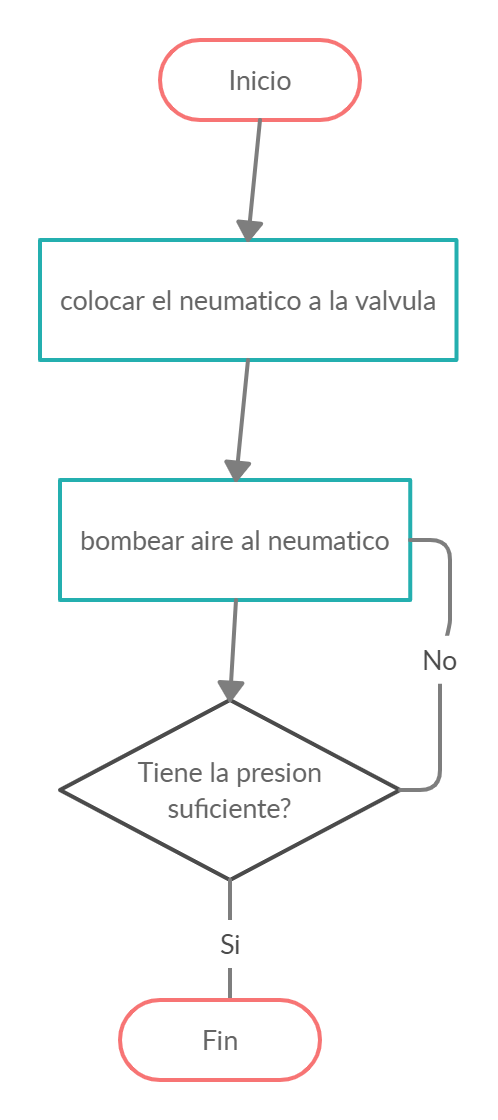 Inicio
colocar el neumatico a la valvula
bombear aire al neumatico
No
Tiene la presion
suficiente?
Si
Fin